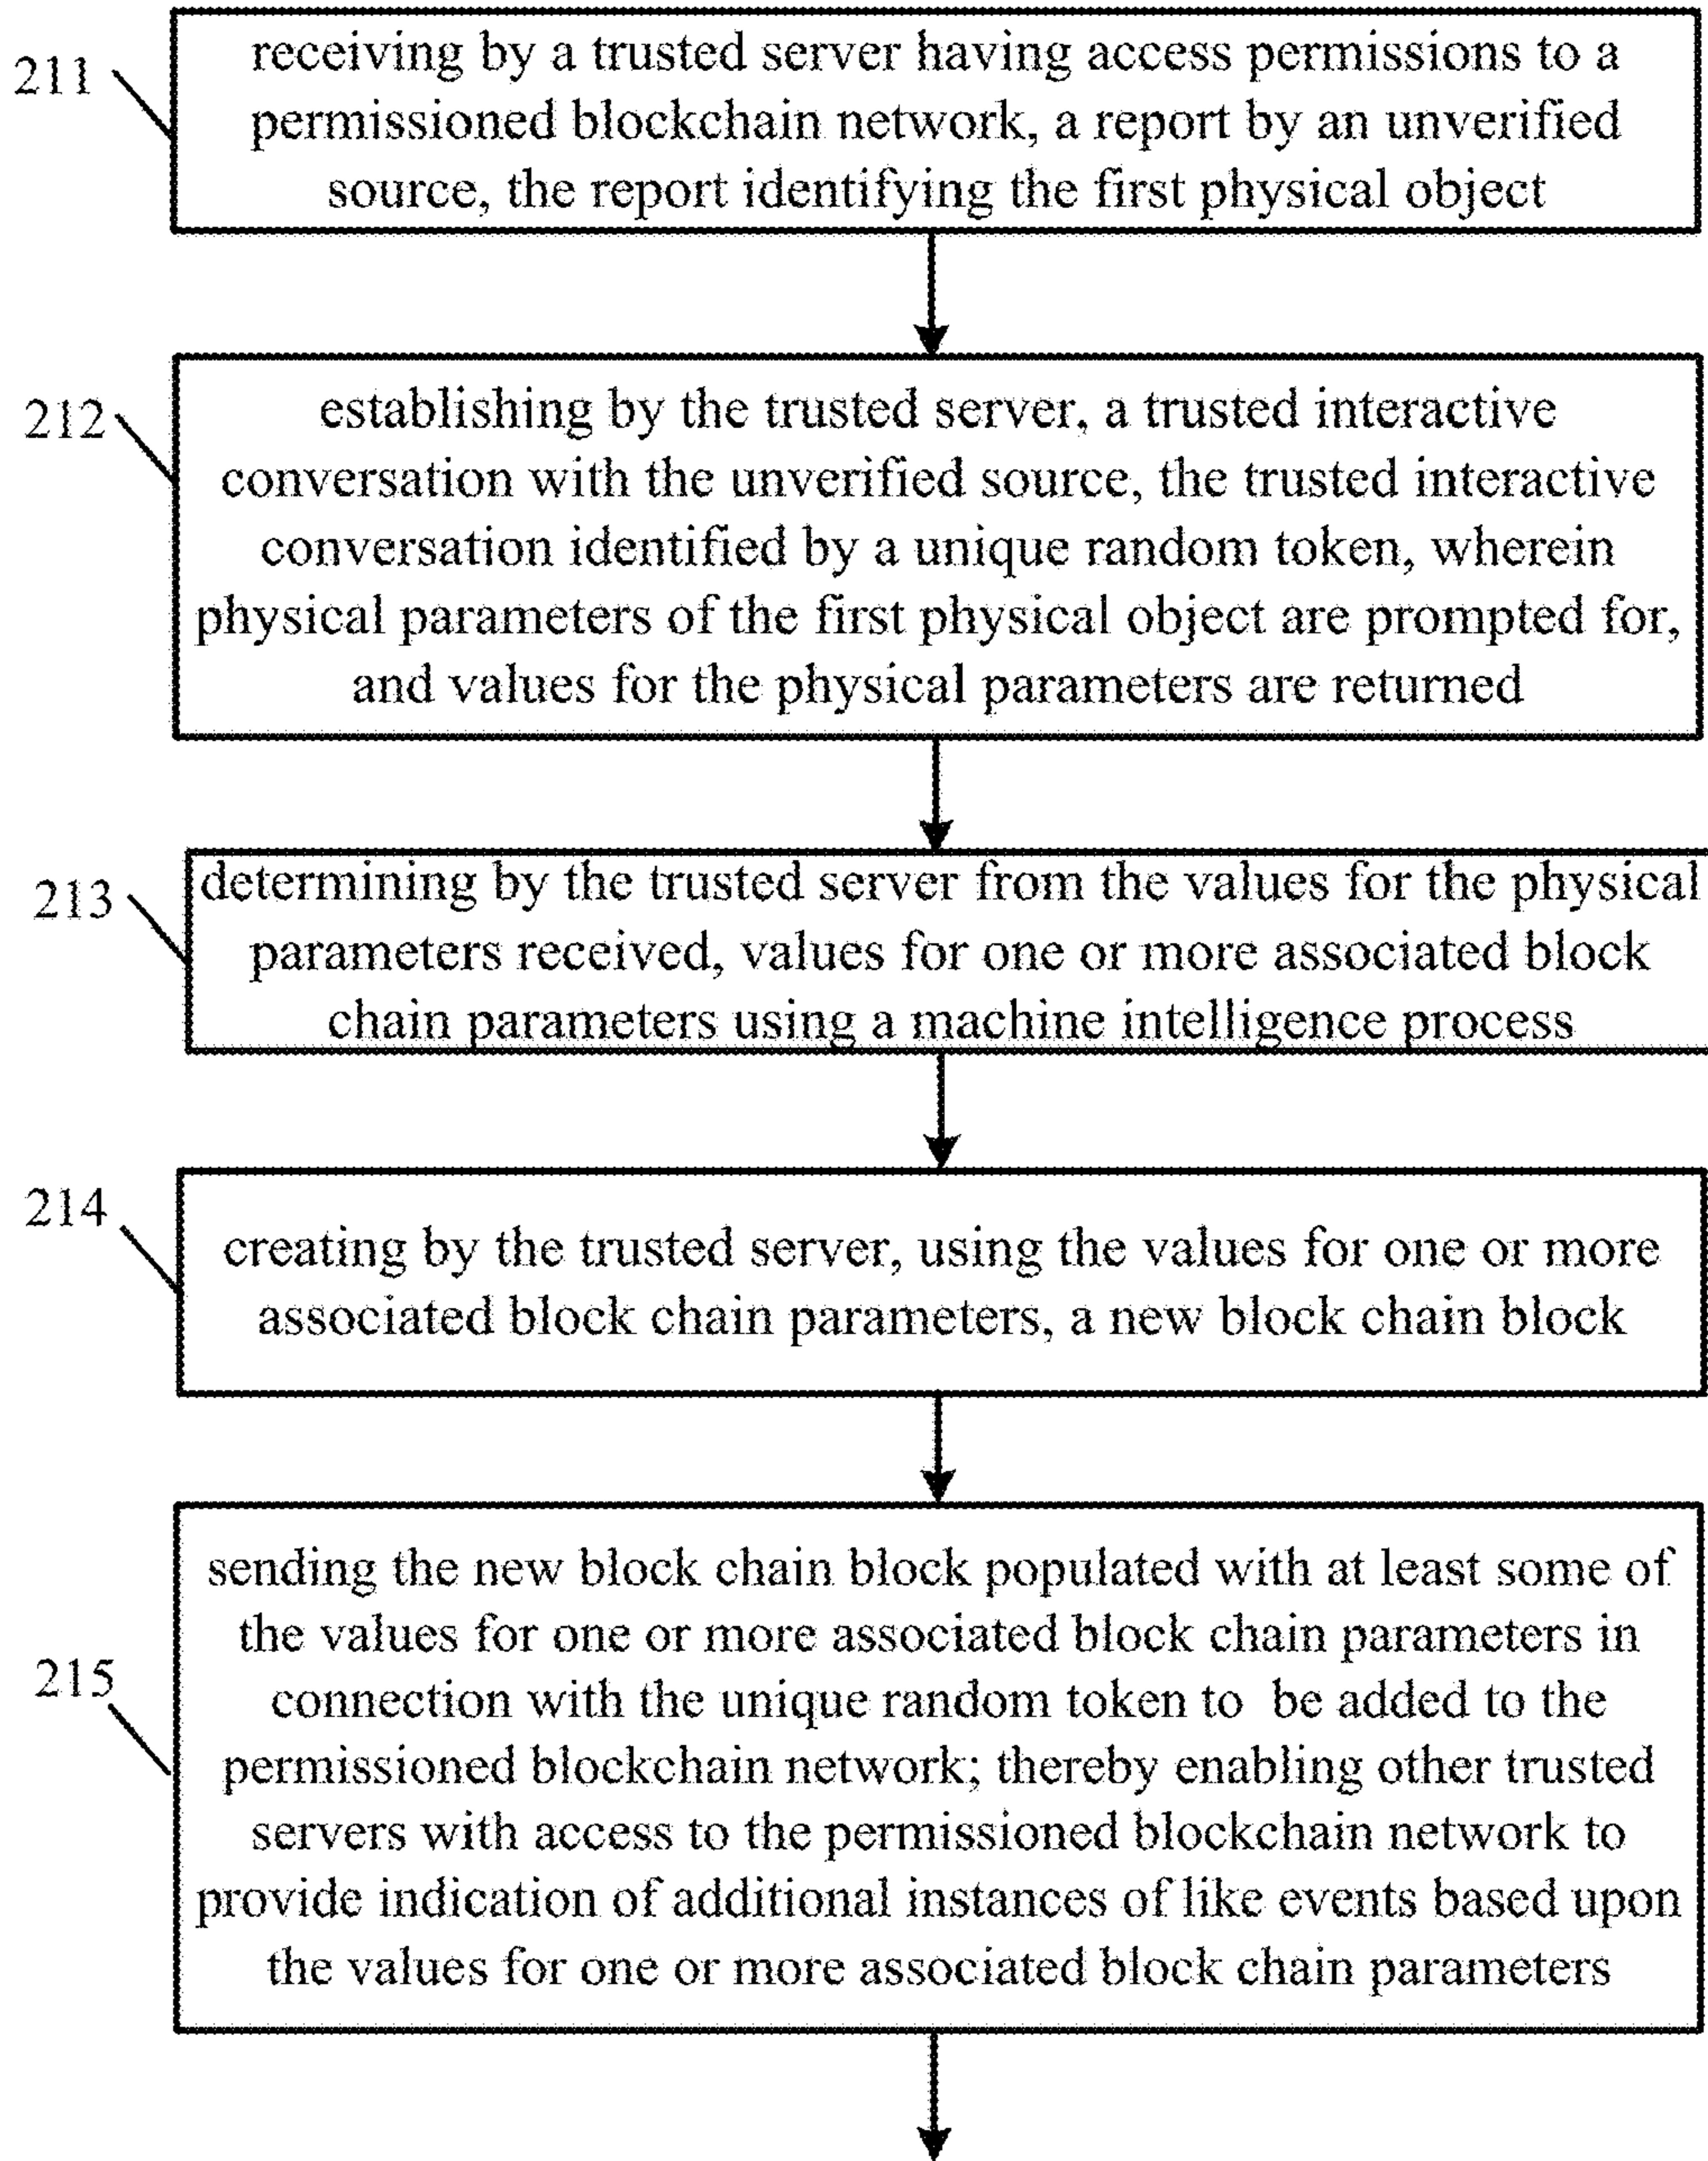 211
receiving by a trusted server having access permissions to a
permissioned blockchain network, a report by an unverified
source, the report identifying the first physical object
212
establishing by the trusted server, a trusted interactive
conversation with the unverified source, the trusted interactive
conversation identified by a unique random token, wherein
physical parameters of the first physical object are prompted for,
and values for the physical parameters are returned
213
determining by the trusted server from the values for the physical
parameters received, values for one or more associated block
chain parameters using a machine intelligence process
214
creating by the trusted server, using the values for one or more
associated block chain parameters, a new block chain block
215
sending the new block chain block populated with at least some of
the values for one or more associated block chain parameters in
connection with the unique random token to be added to the
permissioned blockchain network; thereby enabling other trusted
servers with access to the permissioned blockchain network to
provide indication of additional instances of like events based upon
the values for one or more associated block chain parameters